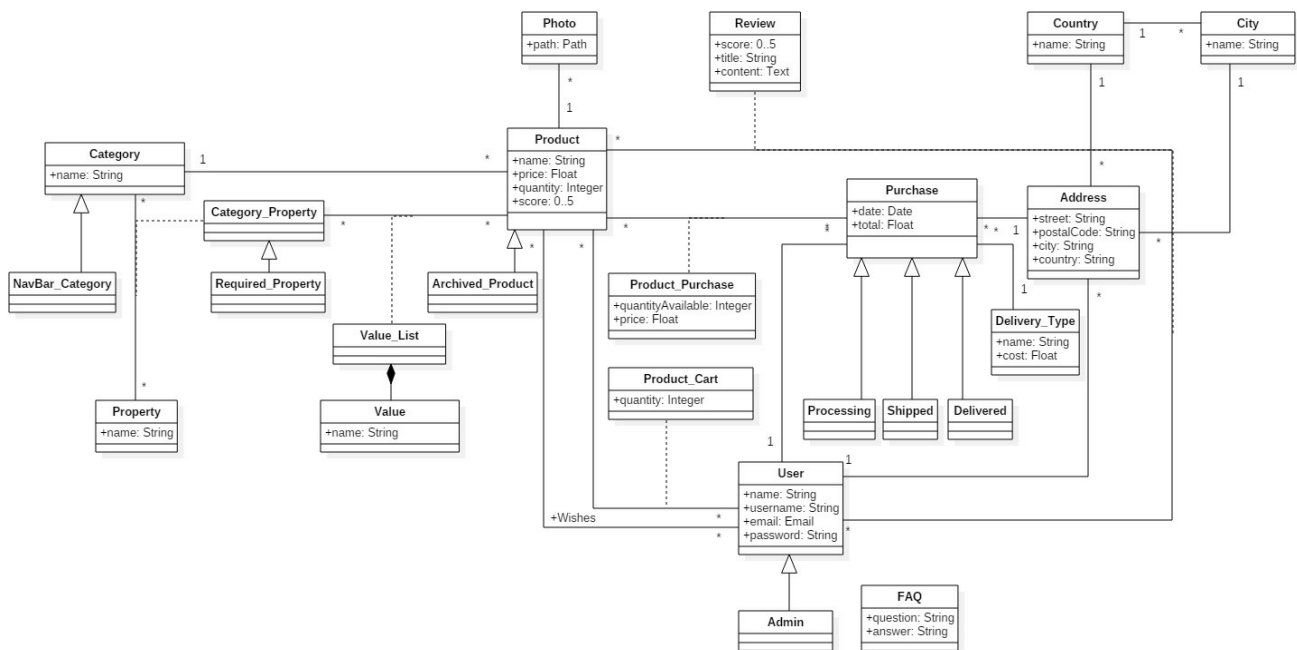 Photo
+path: Path
Review
+score: 0..5
+title: String
+content: Text
Country
+name: String
1
*
City
+name: String
*
1
1
1
Product
+name: String
+price: Float
+quantity: Integer
+score: 0..5
*
Category
+name: String
1
*
*
*
Category_Property
*
*
Purchase
+date: Date
+total: Float
*
*
*
*
1
*
Address
+street: String
+postalCode: String
+city: String
+country: String
*
*
*
*
NavBar_Category
Required_Property
Archived_Product
Product_Purchase
+quantityAvailable: Integer
+price: Float
1
Delivery_Type
+name: String
+cost: Float
Value_List
Product_Cart
+quantity: Integer
*
Property
+name: String
Value
+name: String
Processing
Shipped
Delivered
1
1
User
+name: String
+username: String
+email: Email
+password: String
+Wishes
*
*
*
Admin
FAQ
+question: String
+answer: String